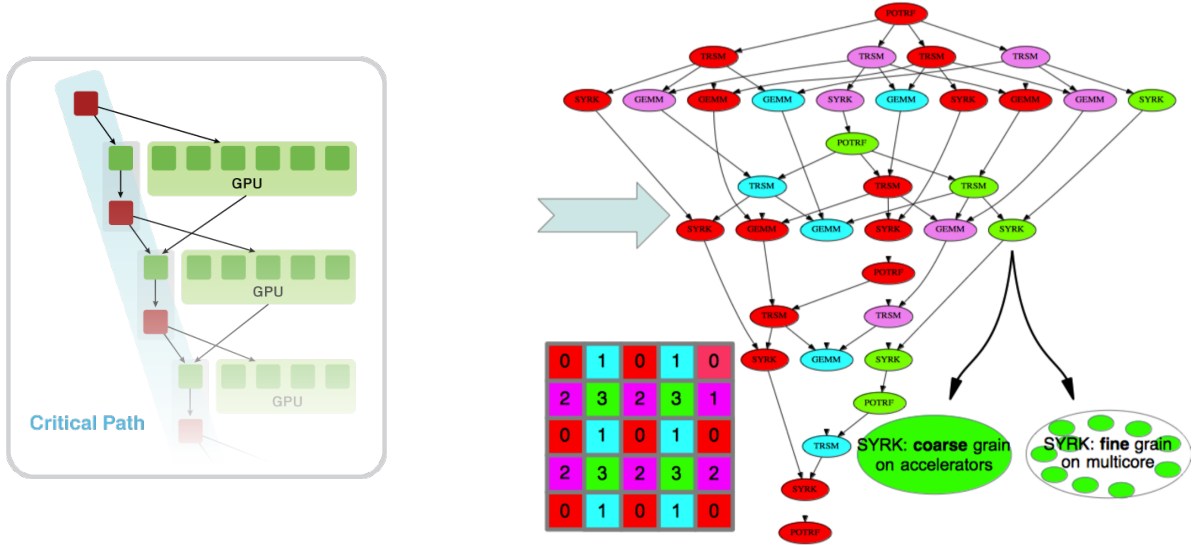 GPU
GPU
GPU
Critical Path
POTRF
TRSM
TRSM
TRSM
TRSM
SYRK
GEMM
GEMM
GEMM
SYRK
GEMM
SYRK
GEMM
GEMM
SYRK
POTRF
TRSM
TRSM
TRSM
SYRK
GEMM
GEMM
SYRK
GEMM
SYRK
POTRF
TRSM
TRSM
SYRK
GEMM
SYRK
POTRF
TRSM
SYRK
POTRF
0 1 0 1 0
2 3 2 3 1
0 1 0 1 0
2 3 2 3 2
0 1 0 1 0
SYRK: coarse grain
on accelerators
SYRK: fine grain
on multicore